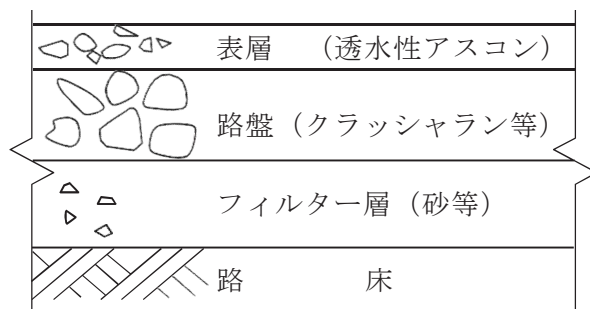 表層　（透水性アスコン）
路盤（クラッシャラン等）
フィルター層（砂等）
路　　　　床